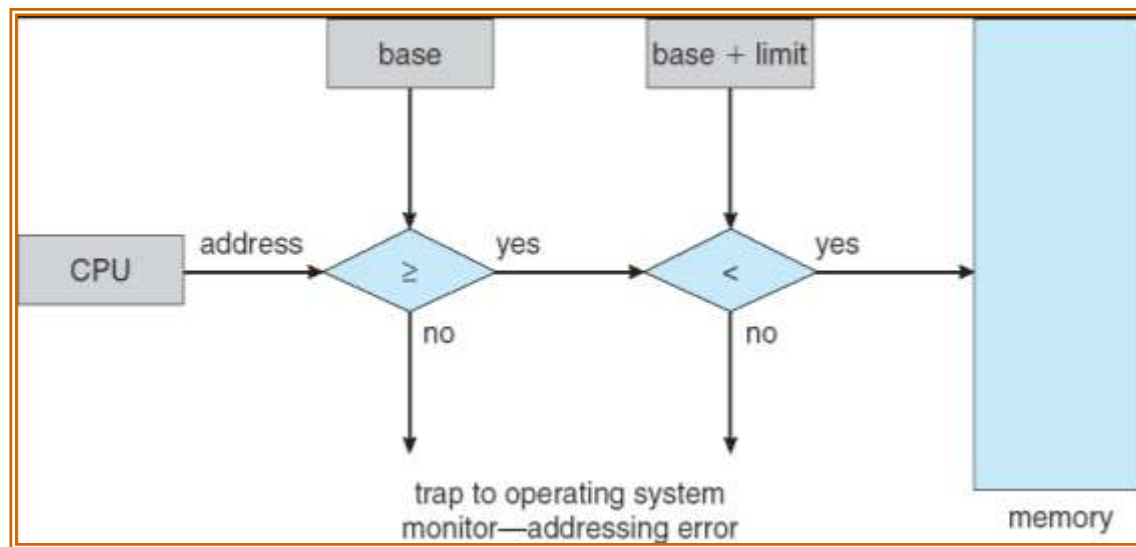 base
base + limit
address
yes
yes
CPU
≥
<
no
no
trap to operating system
monitor—addressing error
memory